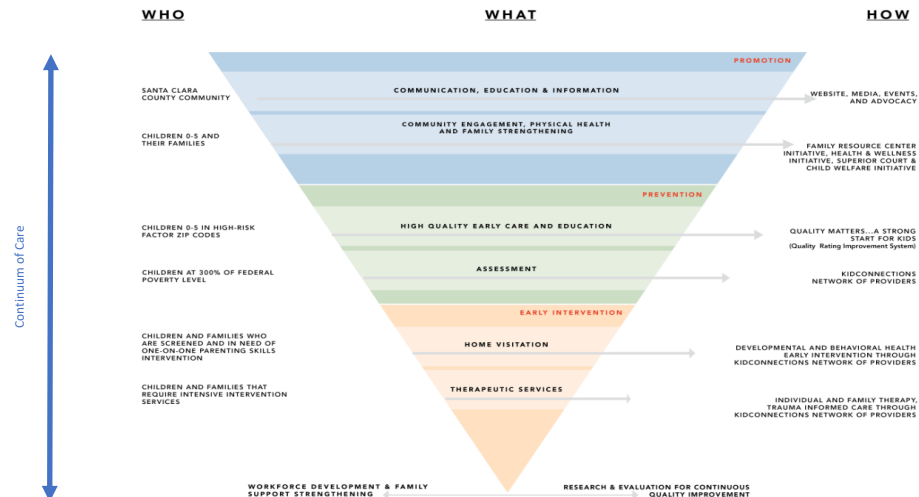 WHO
WHAT
HOW
PROMOTION
SANTA CLARA
COUNTY COMMUNITY
COMMUNICATION, EDUCATION & INFORMATION
WEBSITE, MEDIA, EVENTS,
AND ADVOCACY
CHILDREN 0-5 AND
THEIR FAMILIES
COMMUNITY ENGAGEMENT, PHYSICAL HEALTH
AND FAMILY STRENGTHENING
FAMILY RESOURCE CENTER
INITIATIVE, HEALTH & WELLNESS
INITIATIVE, SUPERIOR COURT &
CHILD WELFARE INITIATIVE
PREVENTION
CHILDREN 0-5 IN HIGH-RISK
FACTOR ZIP CODES
HIGH QUALITY EARLY CARE AND EDUCATION
QUALITY MATTERS...A STRONG
START FOR KIDS
(Quality Rating Improvement System)
CHILDREN AT 300% OF FEDERAL
POVERTY LEVEL
ASSESSMENT
KIDCONNECTIONS
NETWORK OF PROVIDERS
EARLY INTERVENTION
CHILDREN AND FAMILIES WHO
ARE SCREENED AND IN NEED OF
ONE-ON-ONE PARENTING SKILLS
INTERVENTION
HOME VISITATION
DEVELOPMENTAL AND BEHAVIORAL HEALTH
EARLY INTERVENTION THROUGH
KIDCONNECTIONS NETWORK OF PROVIDERS
CHILDREN AND FAMILIES THAT
REQUIRE INTENSIVE INTERVENTION
SERVICES
THERAPEUTIC SERVICES
INDIVIDUAL AND FAMILY THERAPY,
TRAUMA INFORMED CARE THROUGH
KIDCONNECTIONS NETWORK OF PROVIDERS
WORKFORCE DEVELOPMENT & FAMILY
SUPPORT STRENGTHENING
RESEARCH & EVALUATION FOR CONTINUOUS
QUALITY IMPROVEMENT
Continuum of Care